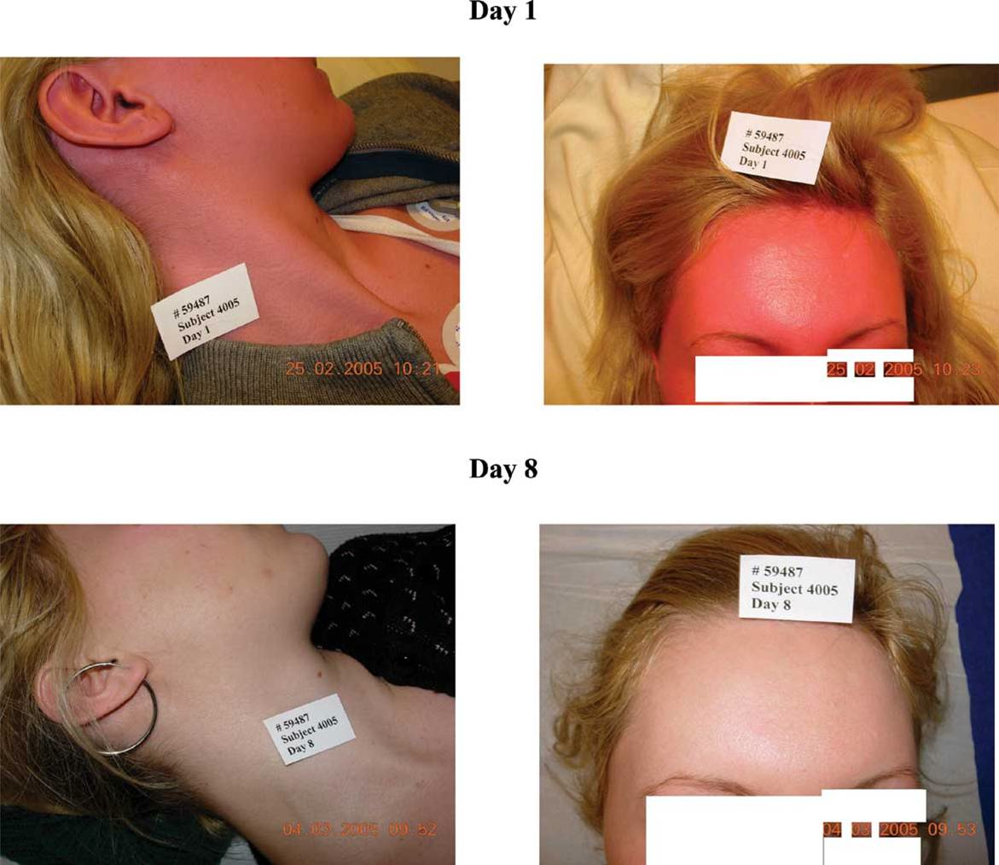 Day 1
# 59487
Subject 4005
Day 1
25.02.2005 10:21
# 59487
Subject 4005
Day 1
25 02 2005 10:23
Day 8
# 59487
Subject 4005
Day 8
04.03.2005 09:52
# 59487
Subject 4005
Day 8
04 03 2005 09:53